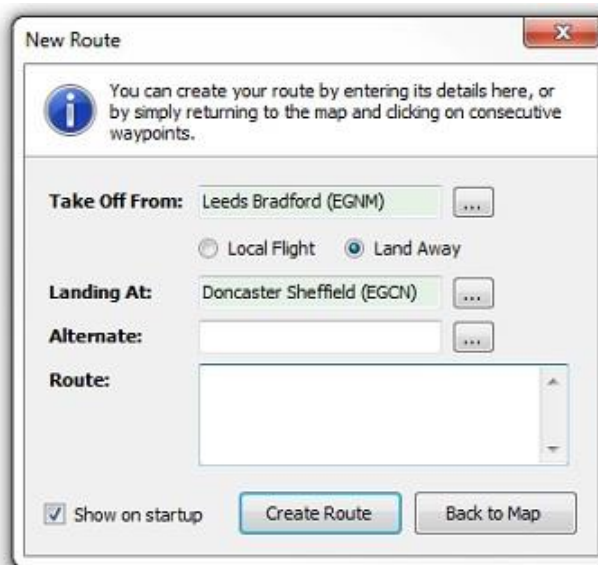 New Route
You can create your route by entering its details here, or
by simply returning to the map and clicking on consecutive
waypoints.
Take Off From: Leeds Bradford (EGNM) ...
Local Flight Land Away
Landing At: Doncaster Sheffield (EGCN) ...
Alternate: ...
Route:
Show on startup Create Route Back to Map